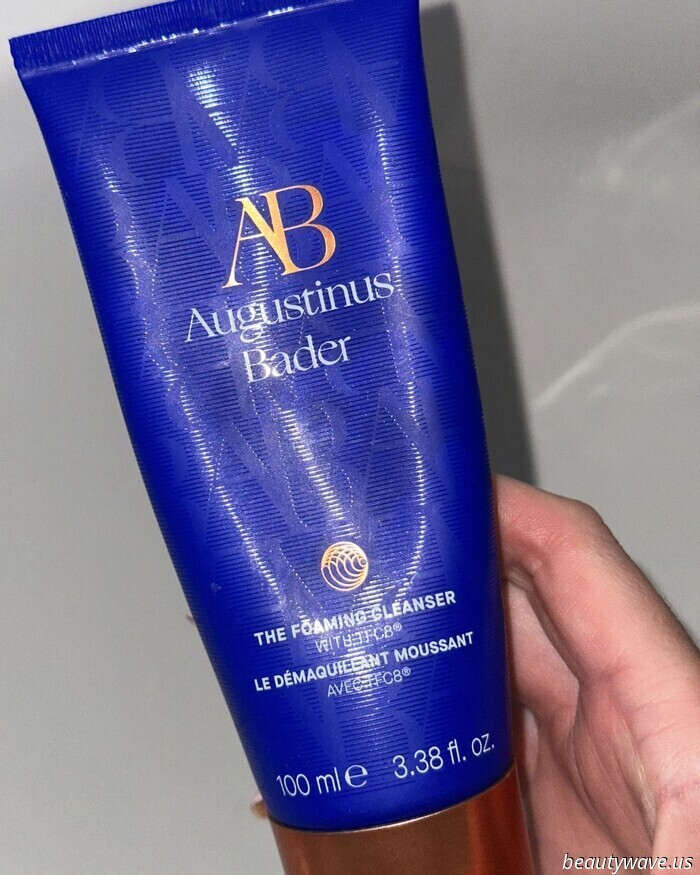 AB
Augustinus
Bader
THE FOAMING CLEANSER
WITH TFC8®
LE DÉMAQUILLANT MOUSSANT
AVEC TFC8®
100 ml e 3.38 fl. oz.
beautywave.us